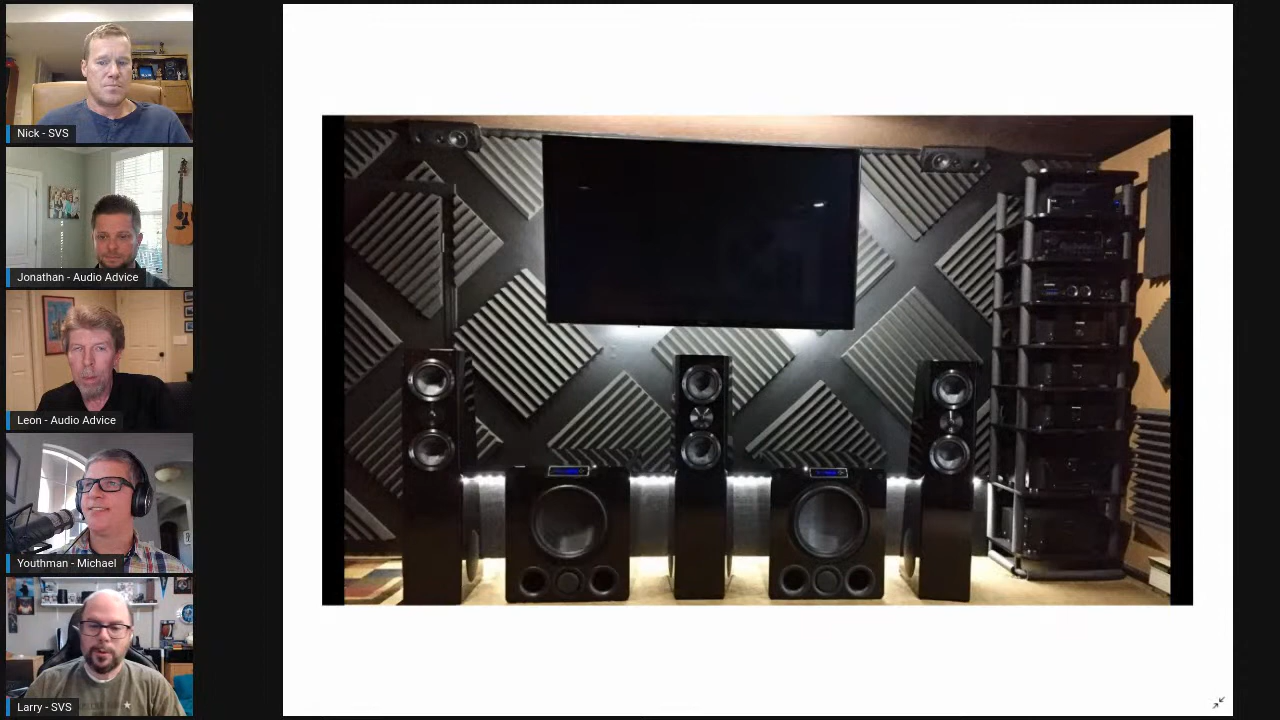 Nick - SVS
Jonathan - Audio Advice
Leon - Audio Advice
Youthman - Michael
Larry - SVS